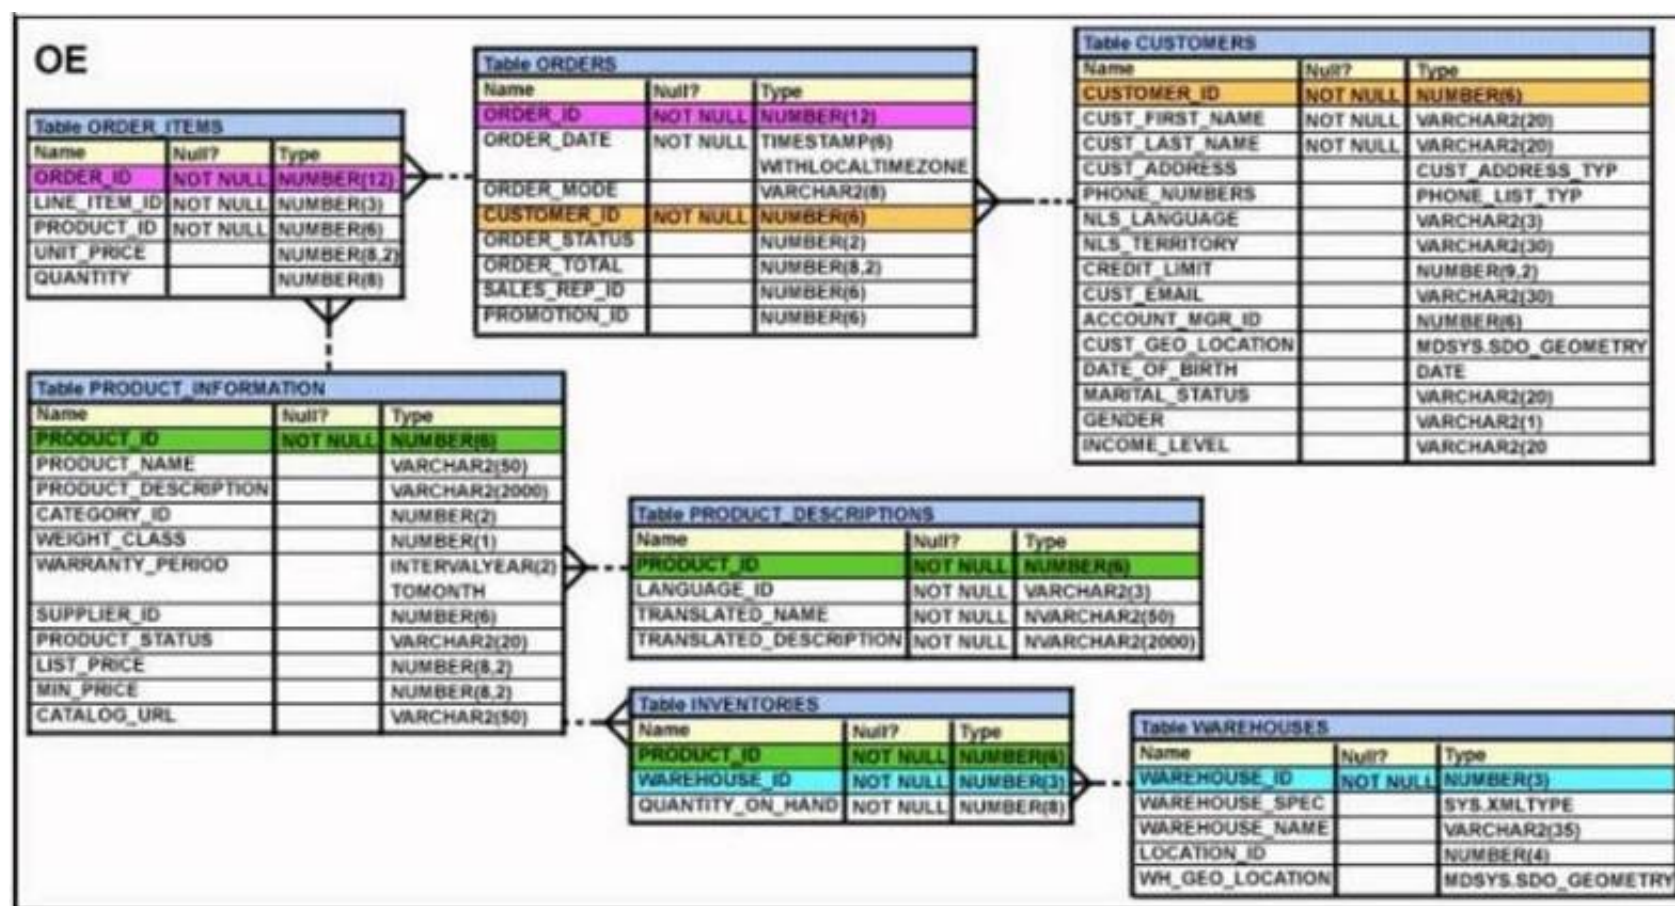 OE
Table ORDER_ITEMS
Name Null? Type
ORDER_ID NOT NULL NUMBER(12)
LINE_ITEM_ID NOT NULL NUMBER(3)
PRODUCT_ID NOT NULL NUMBER(6)
UNIT_PRICE NUMBER(8,2)
QUANTITY NUMBER(8)
Table ORDERS
Name Null? Type
ORDER_ID NOT NULL NUMBER(12)
ORDER_DATE NOT NULL TIMESTAMP(6)
WITHLOCALTIMEZONE
ORDER_MODE VARCHAR2(8)
CUSTOMER_ID NOT NULL NUMBER(6)
ORDER_STATUS NUMBER(2)
ORDER_TOTAL NUMBER(8,2)
SALES_REP_ID NUMBER(6)
PROMOTION_ID NUMBER(6)
Table CUSTOMERS
Name Null? Type
CUSTOMER_ID NOT NULL NUMBER(6)
CUST_FIRST_NAME NOT NULL VARCHAR2(20)
CUST_LAST_NAME NOT NULL VARCHAR2(20)
CUST_ADDRESS CUST_ADDRESS_TYP
PHONE_NUMBERS PHONE_LIST_TYP
NLS_LANGUAGE VARCHAR2(3)
NLS_TERRITORY VARCHAR2(30)
CREDIT_LIMIT NUMBER(9,2)
CUST_EMAIL VARCHAR2(30)
ACCOUNT_MGR_ID NUMBER(6)
CUST_GEO_LOCATION MDSYS.SDO_GEOMETRY
DATE_OF_BIRTH DATE
MARITAL_STATUS VARCHAR2(20)
GENDER VARCHAR2(1)
INCOME_LEVEL VARCHAR2(20
Table PRODUCT_INFORMATION
Name Null? Type
PRODUCT_ID NOT NULL NUMBER(6)
PRODUCT_NAME VARCHAR2(50)
PRODUCT_DESCRIPTION VARCHAR2(2000)
CATEGORY_ID NUMBER(2)
WEIGHT_CLASS NUMBER(1)
WARRANTY_PERIOD INTERVALYEAR(2)
TOMONTH
SUPPLIER_ID NUMBER(6)
PRODUCT_STATUS VARCHAR2(20)
LIST_PRICE NUMBER(8,2)
MIN_PRICE NUMBER(8,2)
CATALOG_URL VARCHAR2(50)
Table PRODUCT_DESCRIPTIONS
Name Null? Type
PRODUCT_ID NOT NULL NUMBER(6)
LANGUAGE_ID NOT NULL VARCHAR2(3)
TRANSLATED_NAME NOT NULL NVARCHAR2(50)
TRANSLATED_DESCRIPTION NOT NULL NVARCHAR2(2000)
Table INVENTORIES
Name Null? Type
PRODUCT_ID NOT NULL NUMBER(6)
WAREHOUSE_ID NOT NULL NUMBER(3)
QUANTITY_ON_HAND NOT NULL NUMBER(8)
Table WAREHOUSES
Name Null? Type
WAREHOUSE_ID NOT NULL NUMBER(3)
WAREHOUSE_SPEC SYS.XMLTYPE
WAREHOUSE_NAME VARCHAR2(35)
LOCATION_ID NUMBER(4)
WH_GEO_LOCATION MDSYS.SDO_GEOMETRY